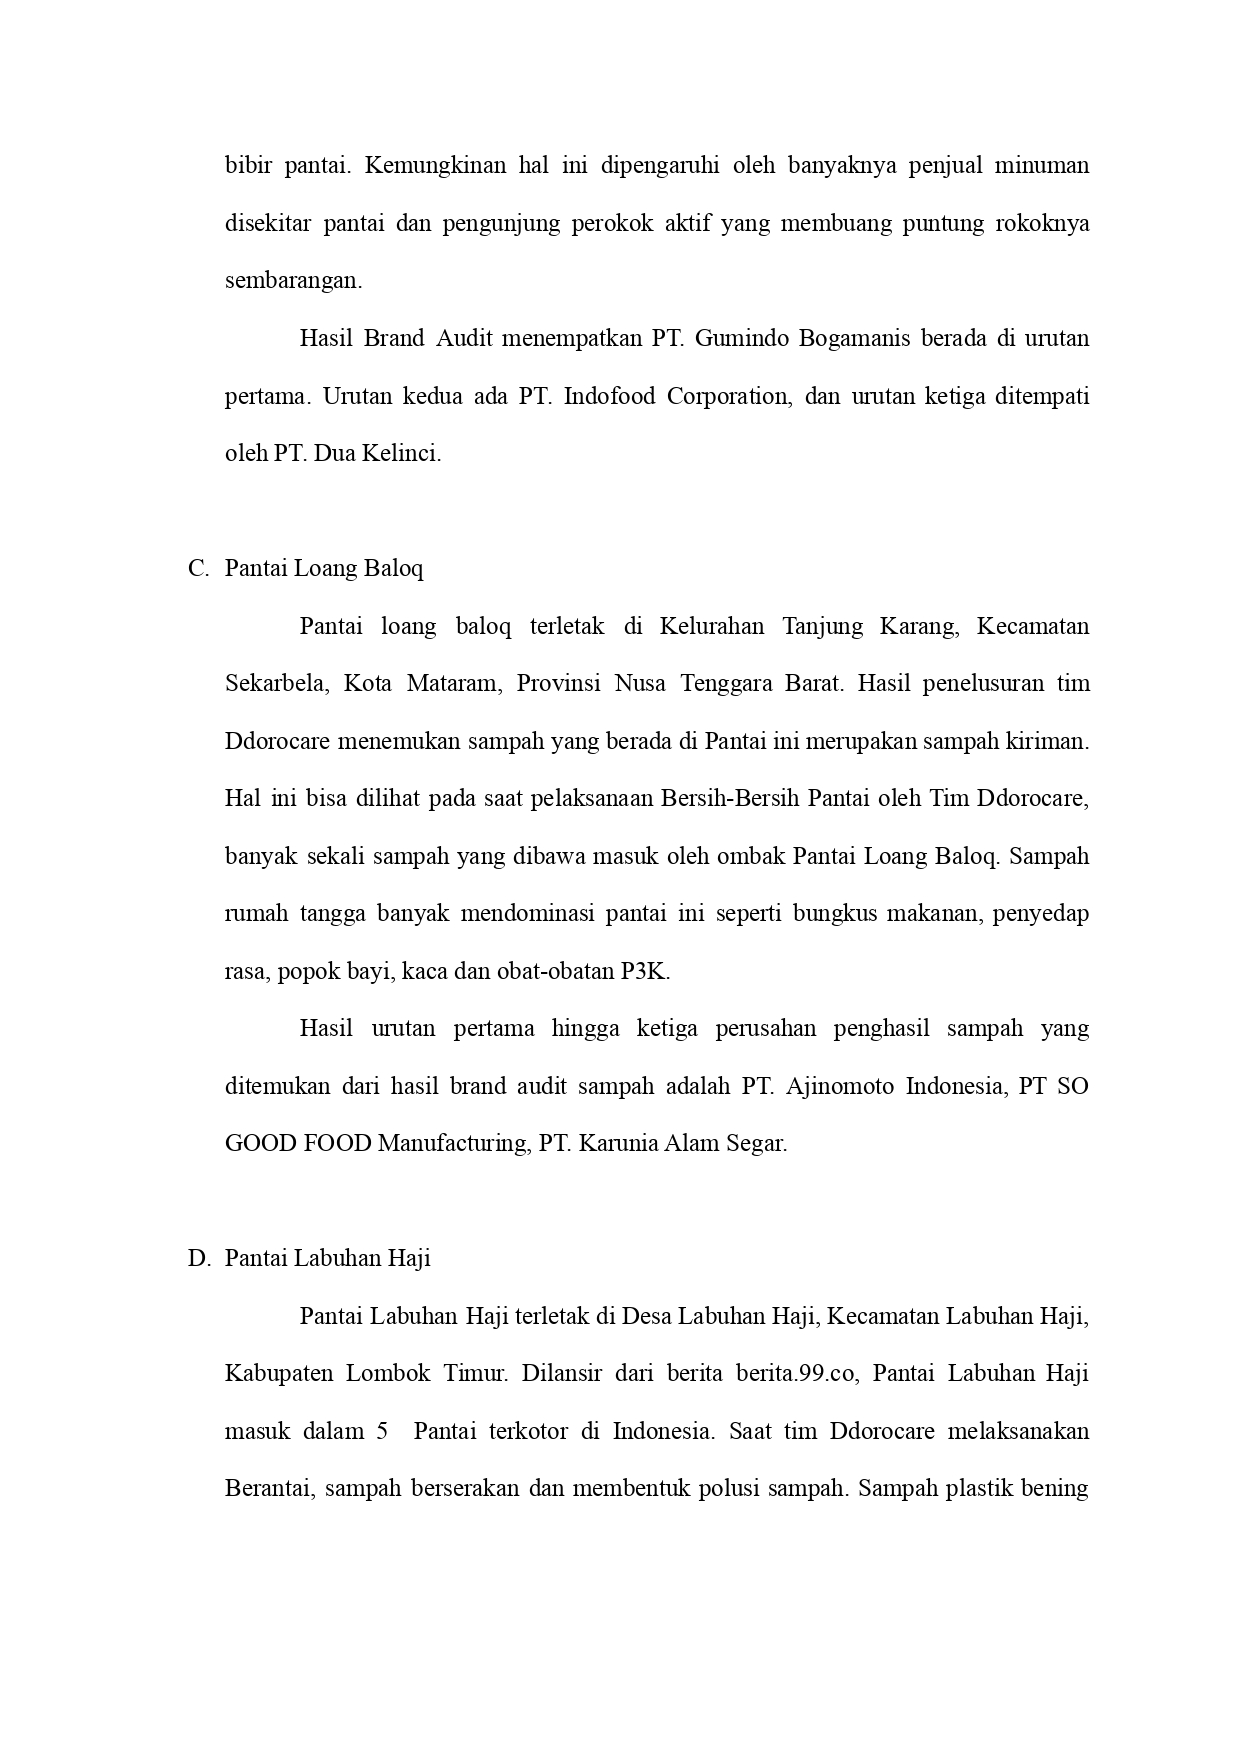 bibir pantai. Kemungkinan hal ini dipengaruhi oleh banyaknya penjual minuman
disekitar pantai dan pengunjung perokok aktif yang membuang puntung rokoknya
sembarangan.
Hasil Brand Audit menempatkan PT. Gumindo Bogamanis berada di urutan
pertama. Urutan kedua ada PT. Indofood Corporation, dan urutan ketiga ditempati
oleh PT. Dua Kelinci.
C. Pantai Loang Baloq
Pantai loang baloq terletak di Kelurahan Tanjung Karang, Kecamatan
Sekarbela, Kota Mataram, Provinsi Nusa Tenggara Barat. Hasil penelusuran tim
Ddorocare menemukan sampah yang berada di Pantai ini merupakan sampah kiriman.
Hal ini bisa dilihat pada saat pelaksanaan Bersih-Bersih Pantai oleh Tim Ddorocare,
banyak sekali sampah yang dibawa masuk oleh ombak Pantai Loang Baloq. Sampah
rumah tangga banyak mendominasi pantai ini seperti bungkus makanan, penyedap
rasa, popok bayi, kaca dan obat-obatan P3K.
Hasil urutan pertama hingga ketiga perusahan penghasil sampah yang
ditemukan dari hasil brand audit sampah adalah PT. Ajinomoto Indonesia, PT SO
GOOD FOOD Manufacturing, PT. Karunia Alam Segar.
D. Pantai Labuhan Haji
Pantai Labuhan Haji terletak di Desa Labuhan Haji, Kecamatan Labuhan Haji,
Kabupaten Lombok Timur. Dilansir dari berita berita.99.co, Pantai Labuhan Haji
masuk dalam 5  Pantai terkotor di Indonesia. Saat tim Ddorocare melaksanakan
Berantai, sampah berserakan dan membentuk polusi sampah. Sampah plastik bening